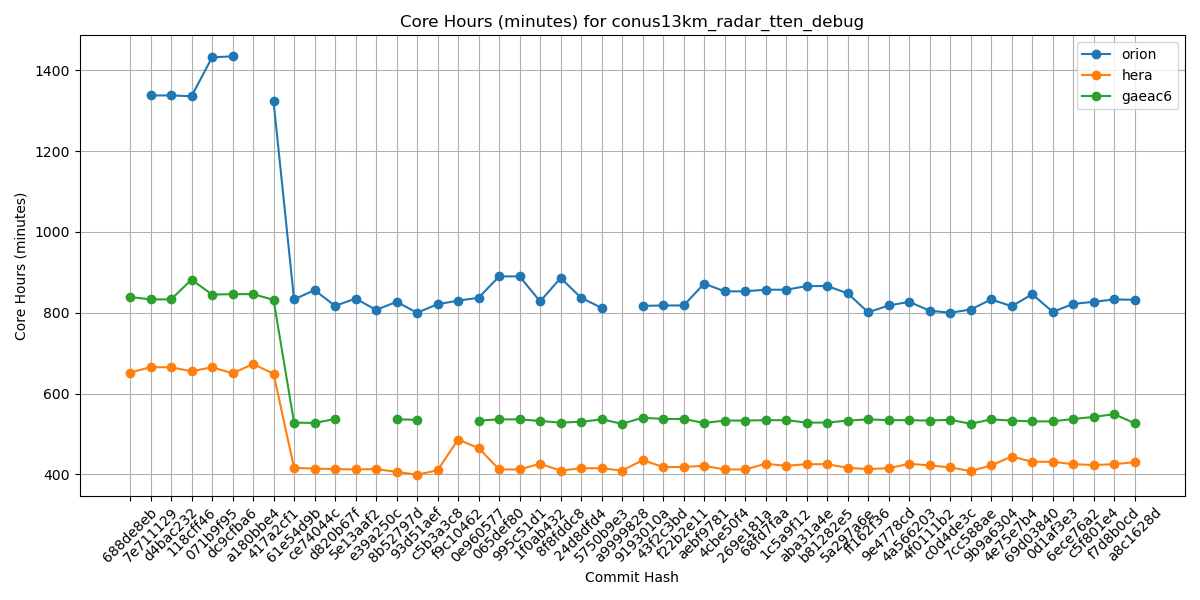 Core Hours (minutes) for conus13km_radar_tten_debug
orion
hera
gaeac6
Core Hours (minutes)
1400
1200
1000
800
600
400
688de8eb
7e711129
d4bac232
118cff46
071b9f95
dc9cfba6
a180bbe4
417a2cf1
61e54d9b
ce74044c
d820b67f
5e13aaf2
e39a250c
8b52797d
93d51aef
c5b3a3c8
f9c10462
0e960577
065def80
995c51d1
1f0ab432
8f8fddc8
24d8dfd4
5750b9e3
a9999828
9193010a
43f2c3bd
f22b2e11
aebf9781
4cbe50f4
269e181a
68fd7faa
1c5a9f12
aba31a4e
b81282e5
5a297a6e
ff162f36
9e4778cd
4a566203
4f011b2
c0d4de3c
7cc588ae
9b9a6304
4e75e7b4
69d03840
0d1af3e3
6ece76a2
c5f801e4
f7d8b0cd
a8c1628d
Commit Hash